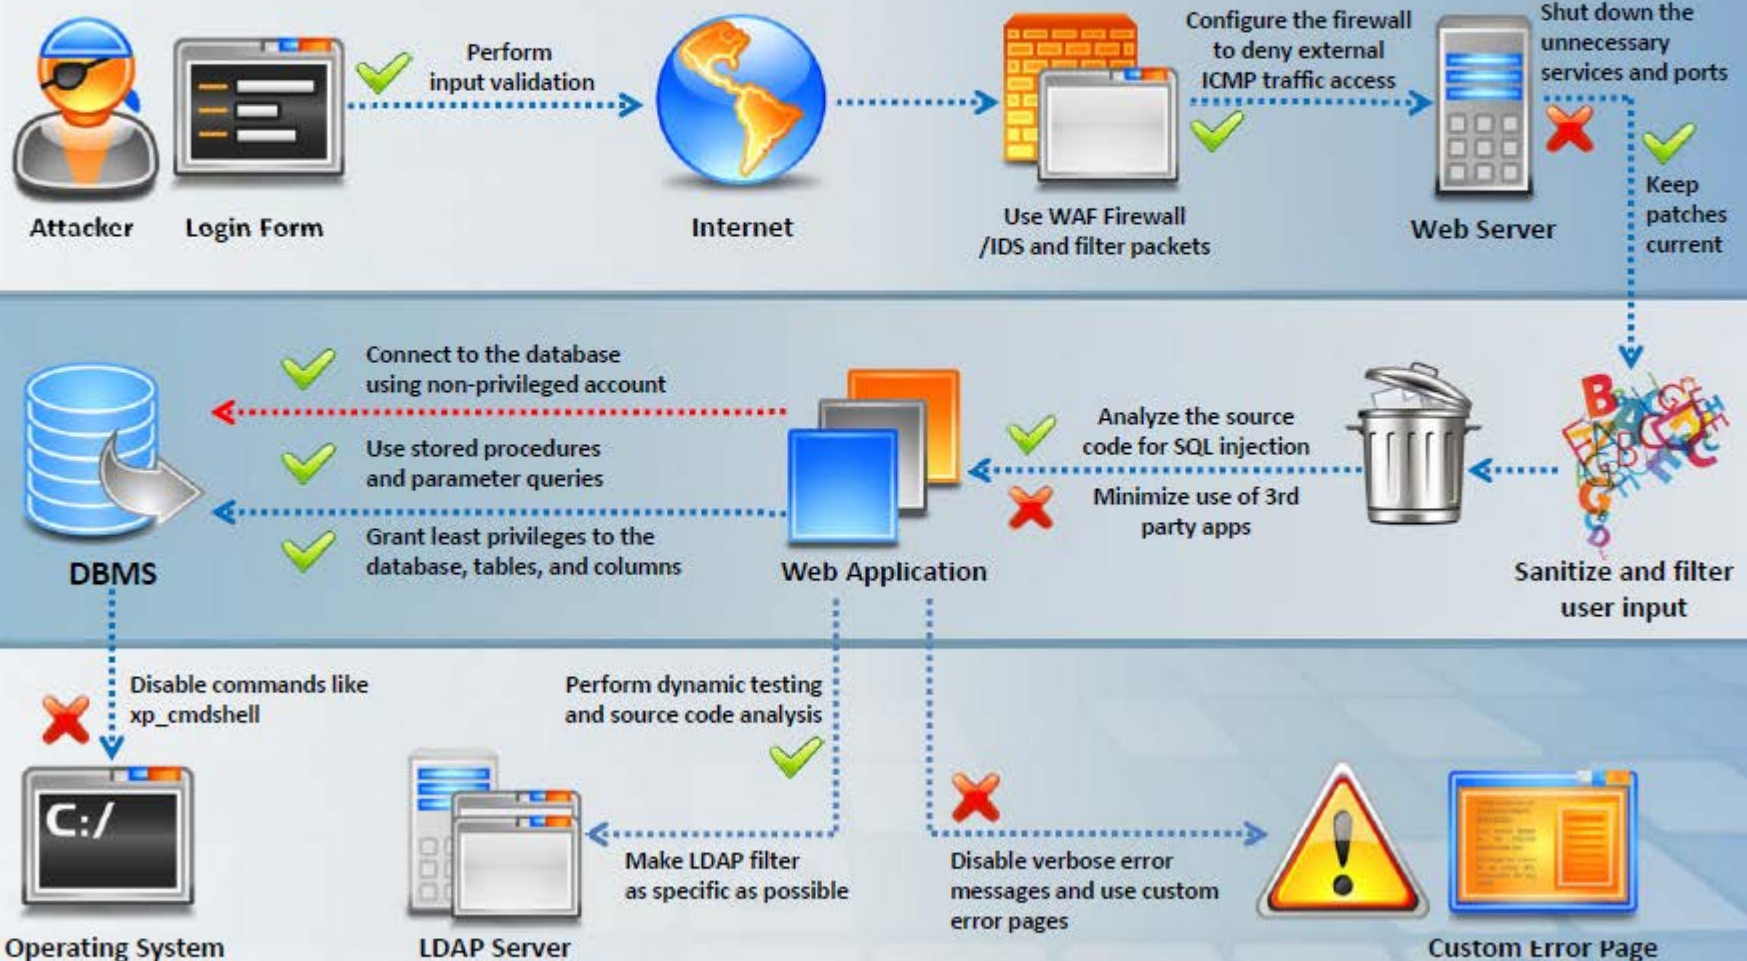 Perform
input validation
Configure the firewall
to deny external
ICMP traffic access
Shut down the
unnecessary
services and ports
Keep
patches
current
Attacker
Login Form
Internet
Use WAF Firewall
/IDS and filter packets
Web Server
Connect to the database
using non-privileged account
Use stored procedures
and parameter queries
Grant least privileges to the
database, tables, and columns
Analyze the source
code for SQL injection
Minimize use of 3rd
party apps
DBMS
Web Application
Sanitize and filter
user input
Disable commands like
xp_cmdshell
Perform dynamic testing
and source code analysis
C:/
Make LDAP filter
as specific as possible
Disable verbose error
messages and use custom
error pages
Operating System
LDAP Server
Custom Error Page